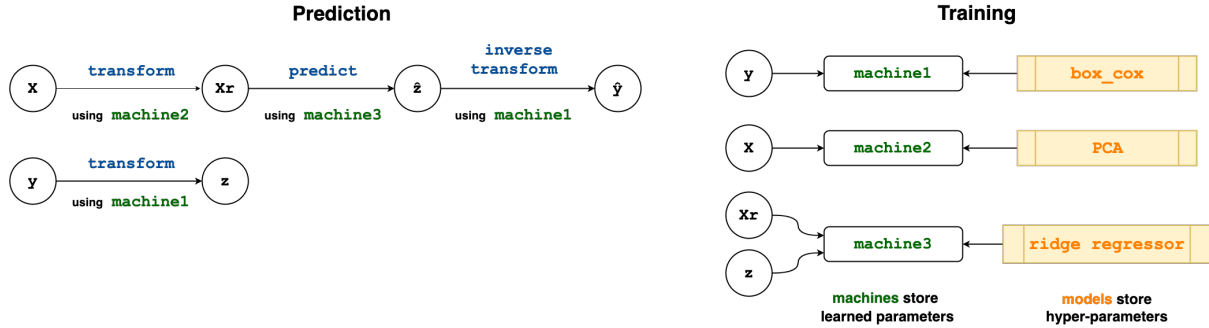 Prediction
X
transform
using machine2
Xr
predict
using machine3
ẑ
inverse
transform
using machine1
ŷ
y
transform
using machine1
z
Training
y
machine1
box_cox
X
machine2
PCA
Xr
z
machine3
ridge regressor
machines store
learned parameters
models store
hyper-parameters